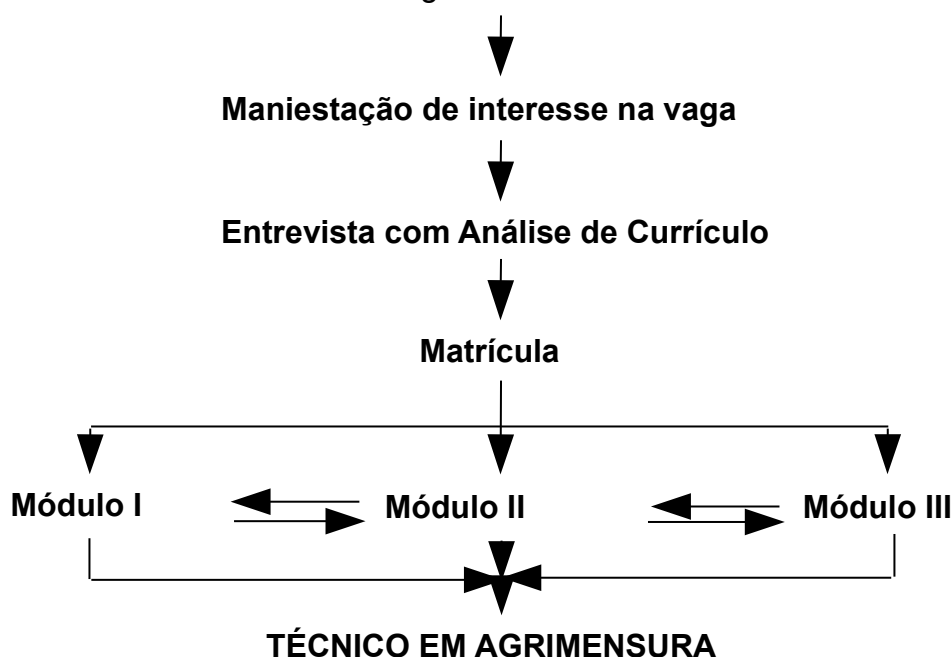 Maniestação de interesse na vaga
Entrevista com Análise de Currículo
Matrícula
Módulo I Módulo II Módulo III
TÉCNICO EM AGRIMENSURA